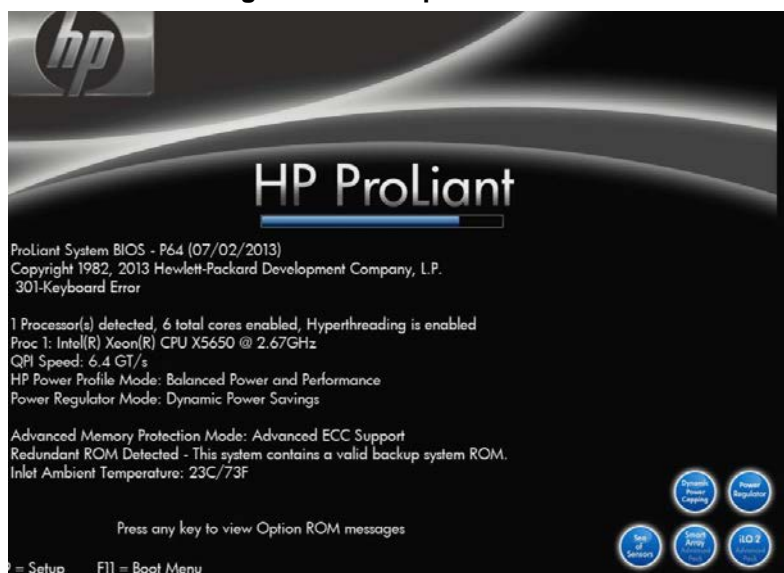 hp
HP ProLiant
ProLiant System BIOS - P64 (07/02/2013)
Copyright 1982, 2013 Hewlett-Packard Development Company, L.P.
301-Keyboard Error
1 Processor(s) detected, 6 total cores enabled, Hyperthreading is enabled
Proc 1: Intel(R) Xeon(R) CPU X5650 @ 2.67GHz
QPI Speed: 6.4 GT/s
HP Power Profile Mode: Balanced Power and Performance
Power Regulator Mode: Dynamic Power Savings
Advanced Memory Protection Mode: Advanced ECC Support
Redundant ROM Detected - This system contains a valid backup system ROM.
Inlet Ambient Temperature: 23C/73F
Dynamic Power Capping
Power Regulator
Press any key to view Option ROM messages
Sea of Sensors
Smart Array Advanced Pack
iLO 2 Advanced Pack
= Setup F11 = Boot Menu